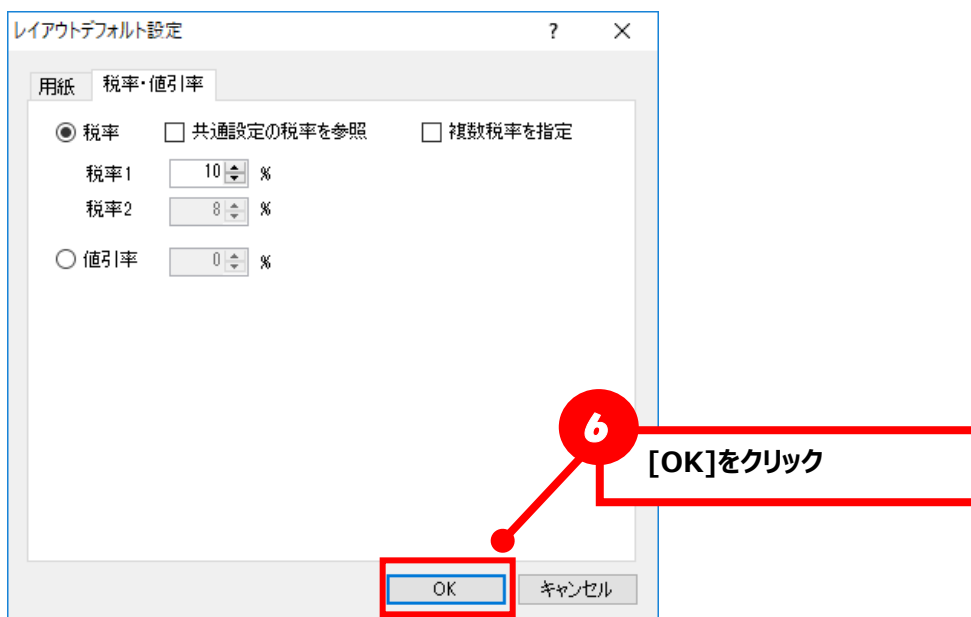 レイアウトデフォルト設定 ?
用紙 税率・値引率
税率 共通設定の税率を参照 複数税率を指定
税率1 10 %
税率2 8 %
値引率 0 %
6
[OK]をクリック
OK キャンセル